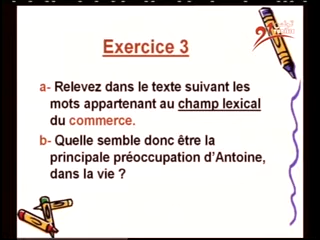 Exercice 3
a- Relevez dans le texte suivant les
mots appartenant au champ lexical
du commerce.
b- Quelle semble donc être la
principale préoccupation d'Antoine,
dans la vie ?